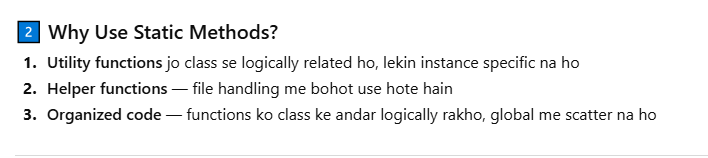 2 Why Use Static Methods?
1. Utility functions jo class se logically related ho, lekin instance specific na ho
2. Helper functions — file handling me bohot use hote hain
3. Organized code — functions ko class ke andar logically rakho, global me scatter na ho